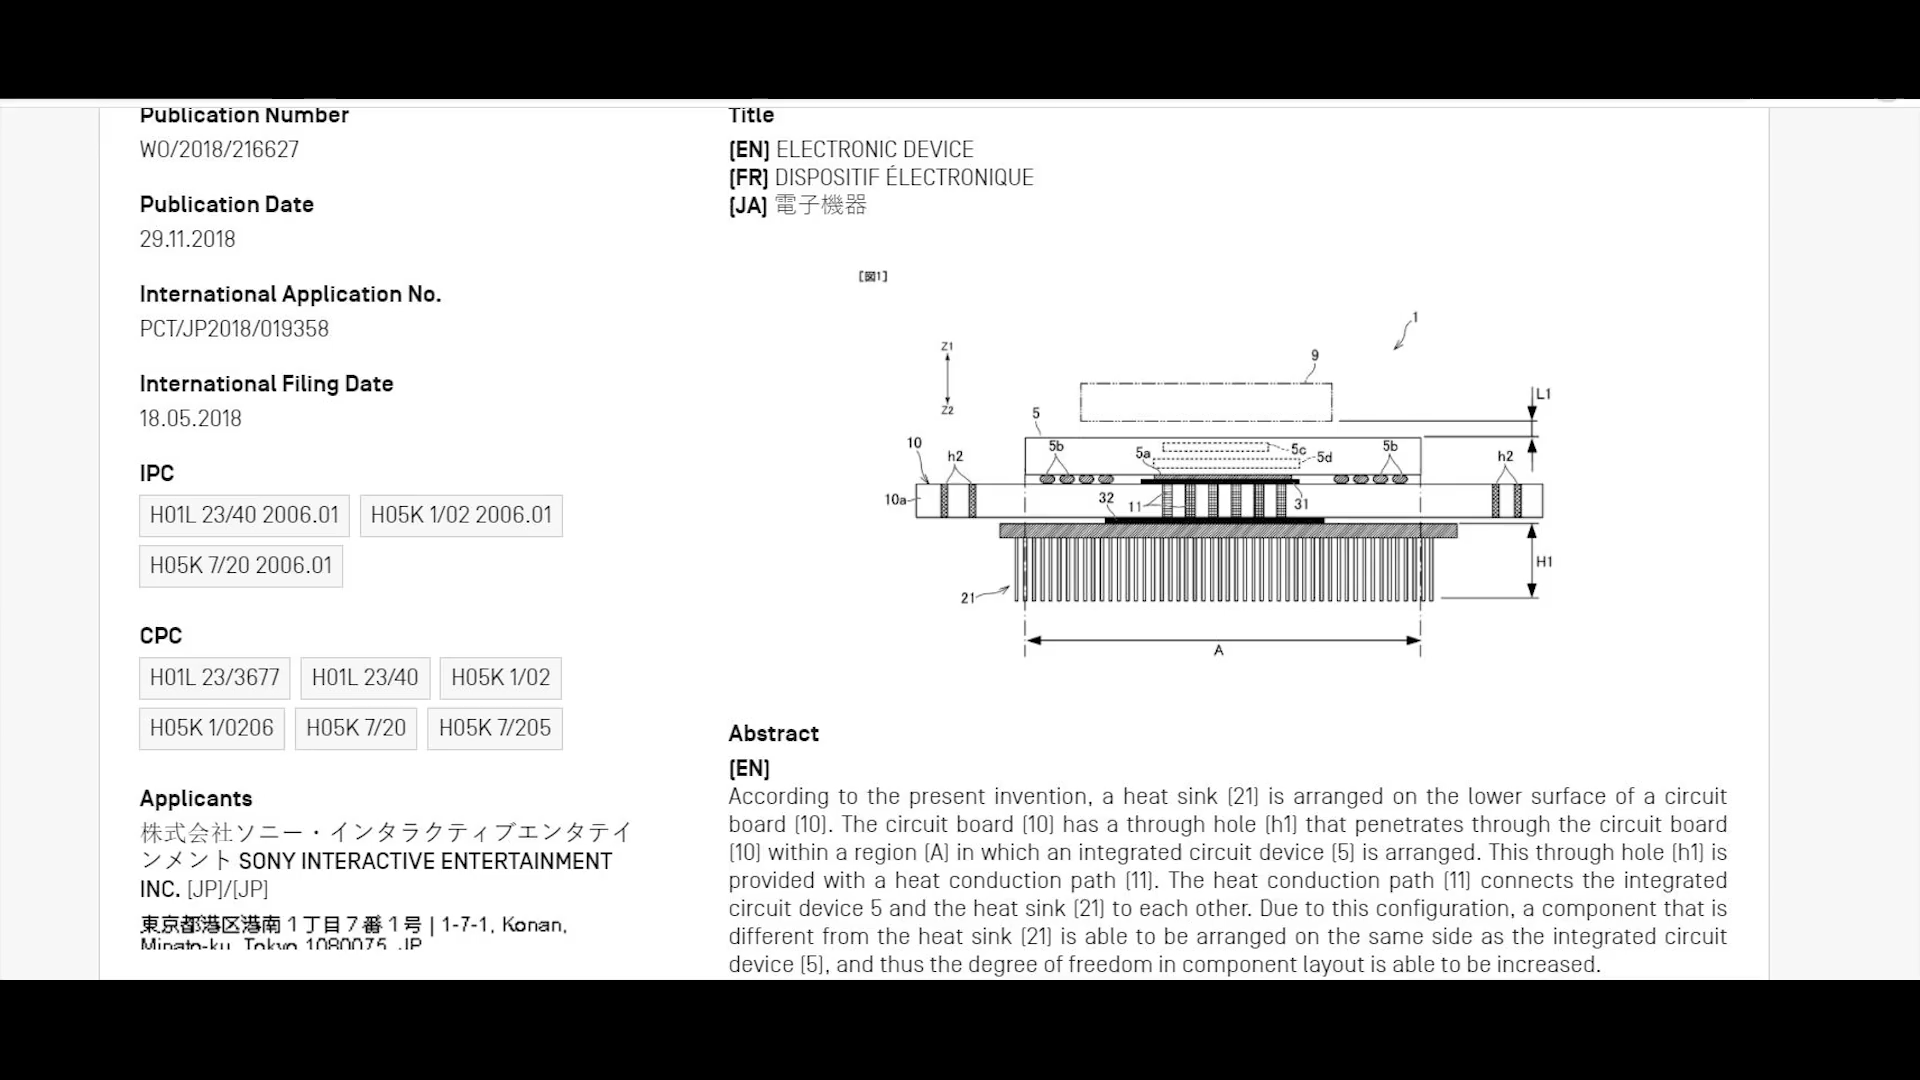 Publication Number
WO/2018/216627
Publication Date
29.11.2018
International Application No.
PCT/JP2018/019358
International Filing Date
18.05.2018
IPC
H01L 23/40 2006.01
H05K 1/02 2006.01
H05K 7/20 2006.01
CPC
H01L 23/3677
H01L 23/40
H05K 1/02
H05K 1/0206
H05K 7/20
H05K 7/205
Applicants
株式会社ソニー・インタラクティブエンタテイ
ンメント SONY INTERACTIVE ENTERTAINMENT
INC. [JP]/[JP]
東京都港区港南１丁目７番１号 | 1-7-1, Konan,
Minato-ku, Tokyo 1080075, JP
Title
[EN] ELECTRONIC DEVICE
[FR] DISPOSITIF ÉLECTRONIQUE
[JA] 電子機器
[図1]
1
Z1
9
Z2
L1
5
10
5b
5c
5b
h2
5a
5d
h2
10a
32
11
31
H1
21
A
Abstract
[EN]
According to the present invention, a heat sink (21) is arranged on the lower surface of a circuit
board (10). The circuit board (10) has a through hole (h1) that penetrates through the circuit board
(10) within a region (A) in which an integrated circuit device (5) is arranged. This through hole (h1) is
provided with a heat conduction path (11). The heat conduction path (11) connects the integrated
circuit device 5 and the heat sink (21) to each other. Due to this configuration, a component that is
different from the heat sink (21) is able to be arranged on the same side as the integrated circuit
device (5), and thus the degree of freedom in component layout is able to be increased.